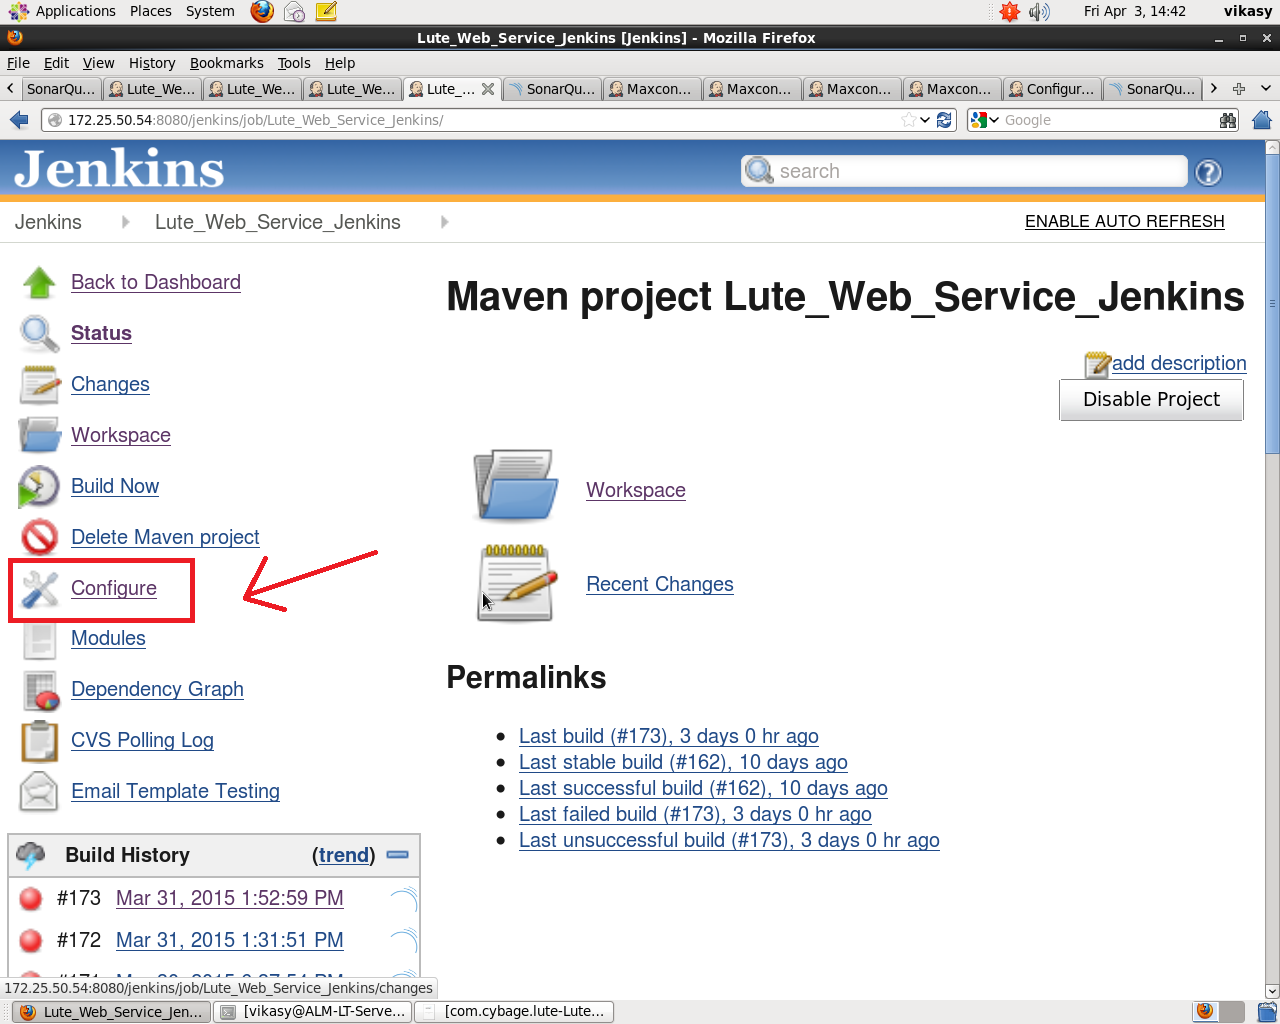 Applications Places System Fri Apr 3, 14:42 vikasy
Lute_Web_Service_Jenkins [Jenkins] - Mozilla Firefox
File Edit View History Bookmarks Tools Help
SonarQu... Lute_We... Lute_We... Lute_We... Lute_... SonarQu... Maxcon... Maxcon... Maxcon... Maxcon... Configur... SonarQu...
172.25.50.54:8080/jenkins/job/Lute_Web_Service_Jenkins/ Google
Jenkins search ?
Jenkins Lute_Web_Service_Jenkins ENABLE AUTO REFRESH
Back to Dashboard
Status
Changes
Workspace
Build Now
Delete Maven project
Configure
Modules
Dependency Graph
CVS Polling Log
Email Template Testing
Maven project Lute_Web_Service_Jenkins
add description
Disable Project
Workspace
Recent Changes
Permalinks
Last build (#173), 3 days 0 hr ago
Last stable build (#162), 10 days ago
Last successful build (#162), 10 days ago
Last failed build (#173), 3 days 0 hr ago
Last unsuccessful build (#173), 3 days 0 hr ago
Build History (trend)
#173 Mar 31, 2015 1:52:59 PM
#172 Mar 31, 2015 1:31:51 PM
172.25.50.54:8080/jenkins/job/Lute_Web_Service_Jenkins/changes
Lute_Web_Service_Jen... [vikasy@ALM-LT-Serve... [com.cybage.lute-Lute...